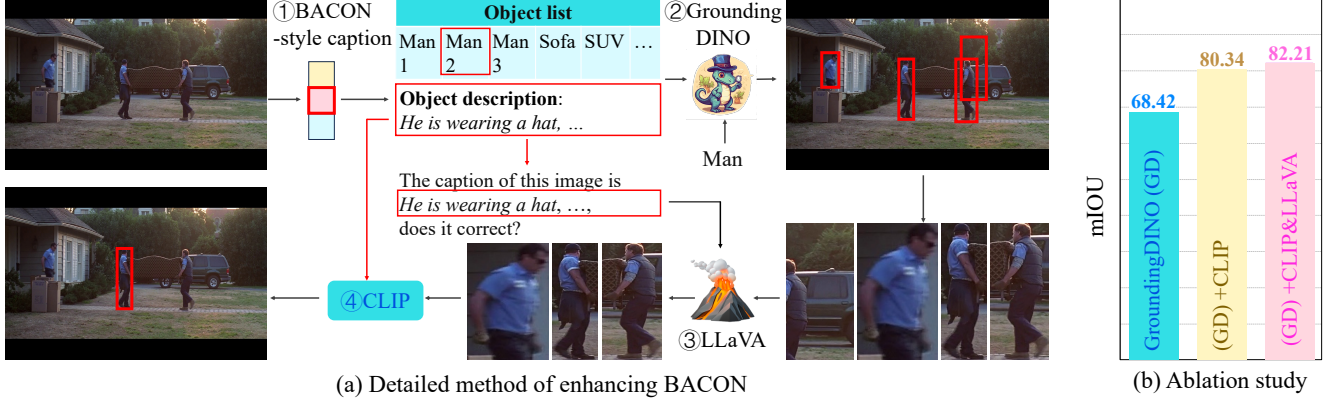 ①BACON
-style caption
Object list
Man 1
Man 2
Man 3
Sofa
SUV
...
Object description:
He is wearing a hat, ...
②Grounding
DINO
Man
The caption of this image is
He is wearing a hat, ...,
does it correct?
③LLaVA
④CLIP
(a) Detailed method of enhancing BACON
mIOU
68.42
80.34
82.21
GroundingDINO (GD)
(GD) +CLIP
(GD) +CLIP&LLaVA
(b) Ablation study